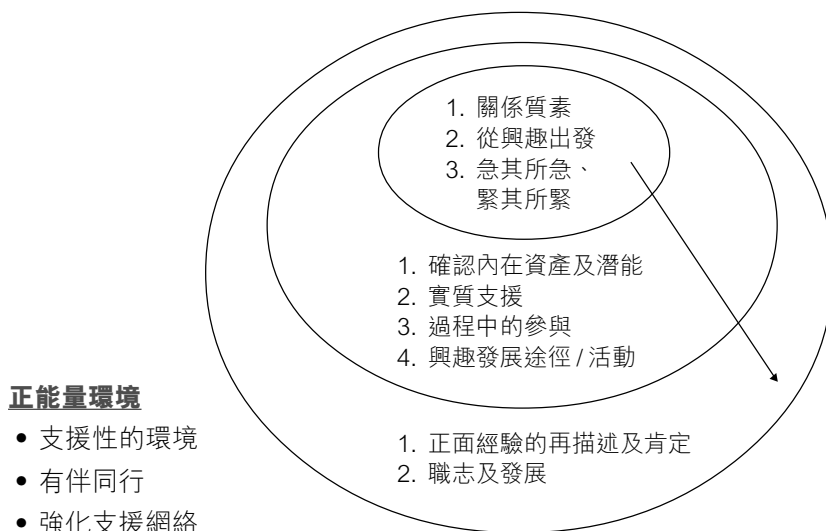 1. 關係質素
2. 從興趣出發
3. 急其所急、
緊其所緊
1. 確認內在資產及潛能
2. 實質支援
3. 過程中的參與
4. 興趣發展途徑 / 活動
1. 正面經驗的再描述及肯定
2. 職志及發展
正能量環境
• 支援性的環境
• 有伴同行
• 強化支援網絡